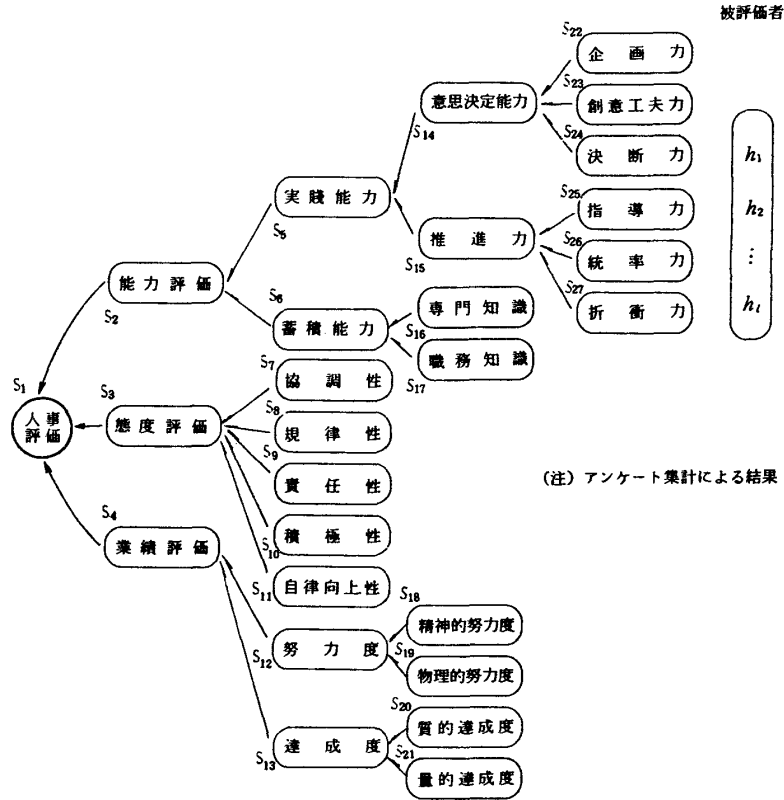 被評価者
S22
企画力
S23
創意工夫力
S24
決断力
意思決定能力
S14
実践能力
S5
S25
指導力
S26
統率力
S27
折衝力
推進力
S15
h1
h2
⋮
hl
能力評価
S2
S6
蓄積能力
専門知識
S16
職務知識
S17
S1
人事
評価
S3
態度評価
S7
協調性
S8
規律性
S9
責任性
S10
積極性
S11
自律向上性
(注)アンケート集計による結果
S4
業績評価
S12
努力度
S18
精神的努力度
S19
物理的努力度
S13
達成度
S20
質的達成度
S21
量的達成度